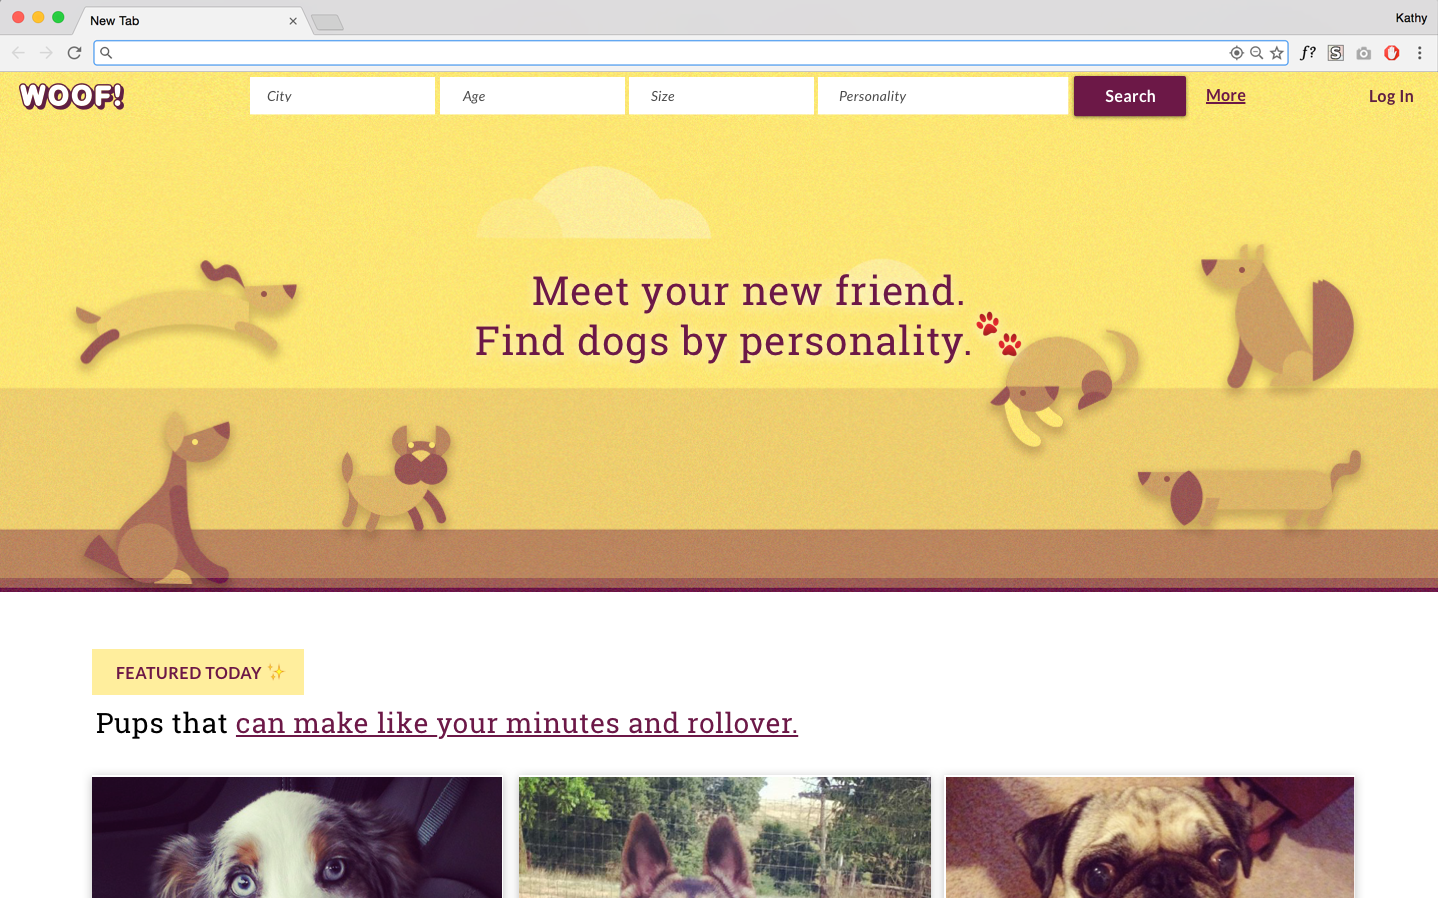 New Tab
Kathy
f?
S
WOOF!
City
Age
Size
Personality
Search
More
Log In
Meet your new friend.
Find dogs by personality.
FEATURED TODAY ✨
Pups that can make like your minutes and rollover.